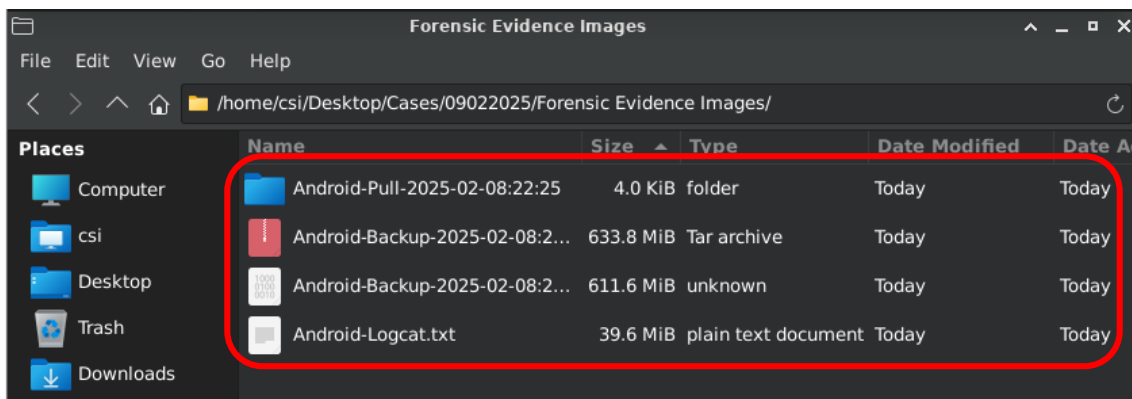 Forensic Evidence Images
File Edit View Go Help
/home/csi/Desktop/Cases/09022025/Forensic Evidence Images/
Places
Name Size Type Date Modified Date A
Computer
Android-Pull-2025-02-08:22:25 4.0 KiB folder Today Today
csi
Android-Backup-2025-02-08:2... 633.8 MiB Tar archive Today Today
Desktop
Android-Backup-2025-02-08:2... 611.6 MiB unknown Today Today
Trash
Android-Logcat.txt 39.6 MiB plain text document Today Today
Downloads
1000
0100
0010